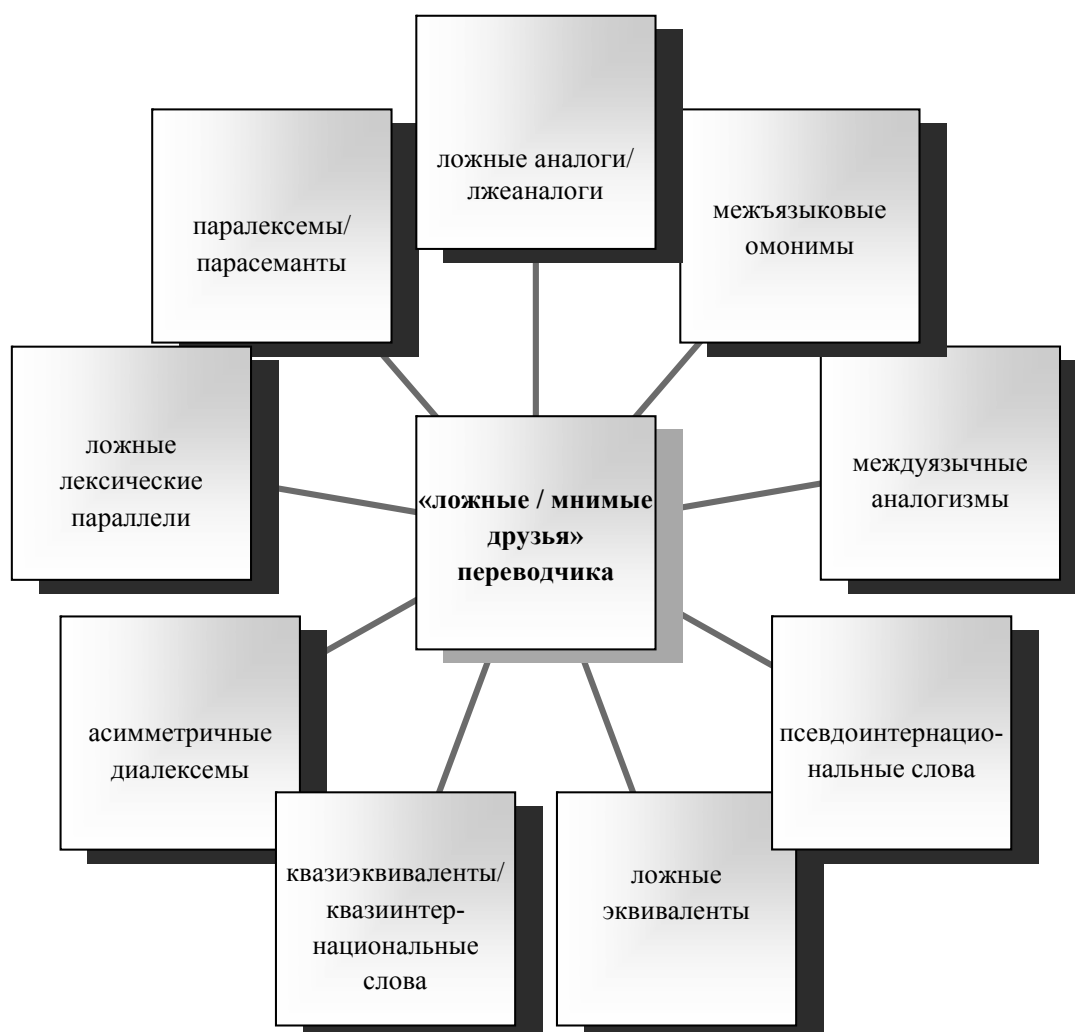 ложные аналоги/
лжеаналоги
паралексемы/
парасеманты
межъязыковые
омонимы
ложные
лексические
параллели
междуязычные
аналогизмы
«ложные / мнимые
друзья»
переводчика
асимметричные
диалексемы
псевдоинтернацио-
нальные слова
квазиэквиваленты/
квазиинтер-
национальные
слова
ложные
эквиваленты